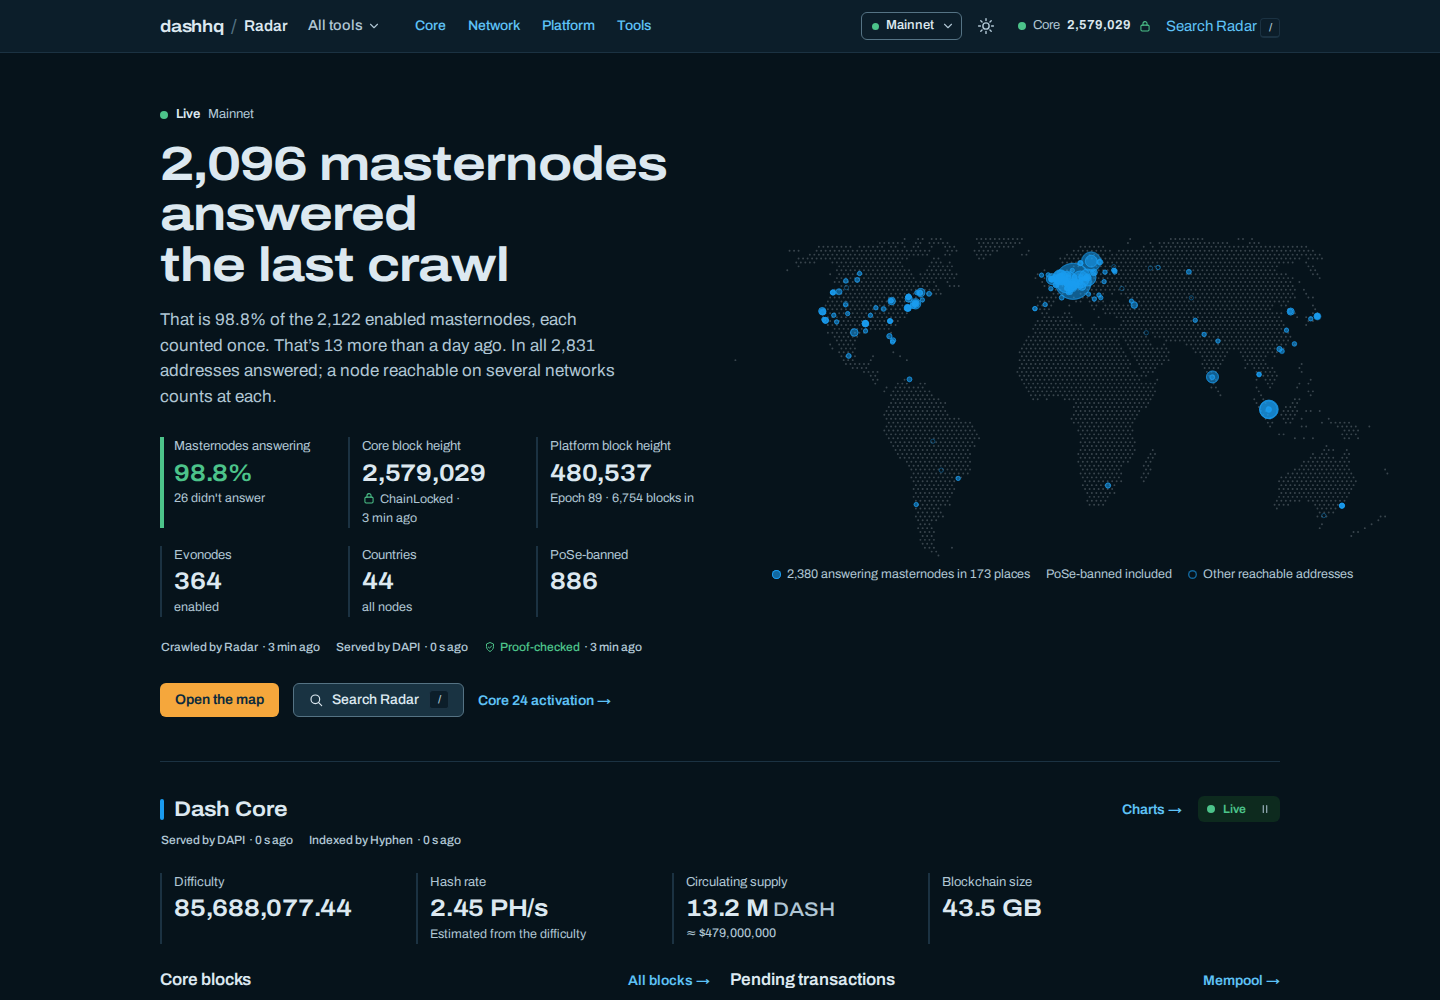 dashhq / Radar All tools Core Network Platform Tools Mainnet Core 2,579,029 Search Radar /
Live Mainnet
2,096 masternodes
answered
the last crawl
That is 98.8% of the 2,122 enabled masternodes, each
counted once. That's 13 more than a day ago. In all 2,831
addresses answered; a node reachable on several networks
counts at each.
Masternodes answering
98.8%
26 didn't answer
Core block height
2,579,029
ChainLocked ·
3 min ago
Platform block height
480,537
Epoch 89 · 6,754 blocks in
Evonodes
364
enabled
Countries
44
all nodes
PoSe-banned
886
2,380 answering masternodes in 173 places PoSe-banned included Other reachable addresses
Crawled by Radar · 3 min ago Served by DAPI · 0 s ago Proof-checked · 3 min ago
Open the map Search Radar / Core 24 activation →
Dash Core Charts → Live
Served by DAPI · 0 s ago Indexed by Hyphen · 0 s ago
Difficulty
85,688,077.44
Hash rate
2.45 PH/s
Estimated from the difficulty
Circulating supply
13.2 M DASH
≈ $479,000,000
Blockchain size
43.5 GB
Core blocks All blocks →
Pending transactions Mempool →